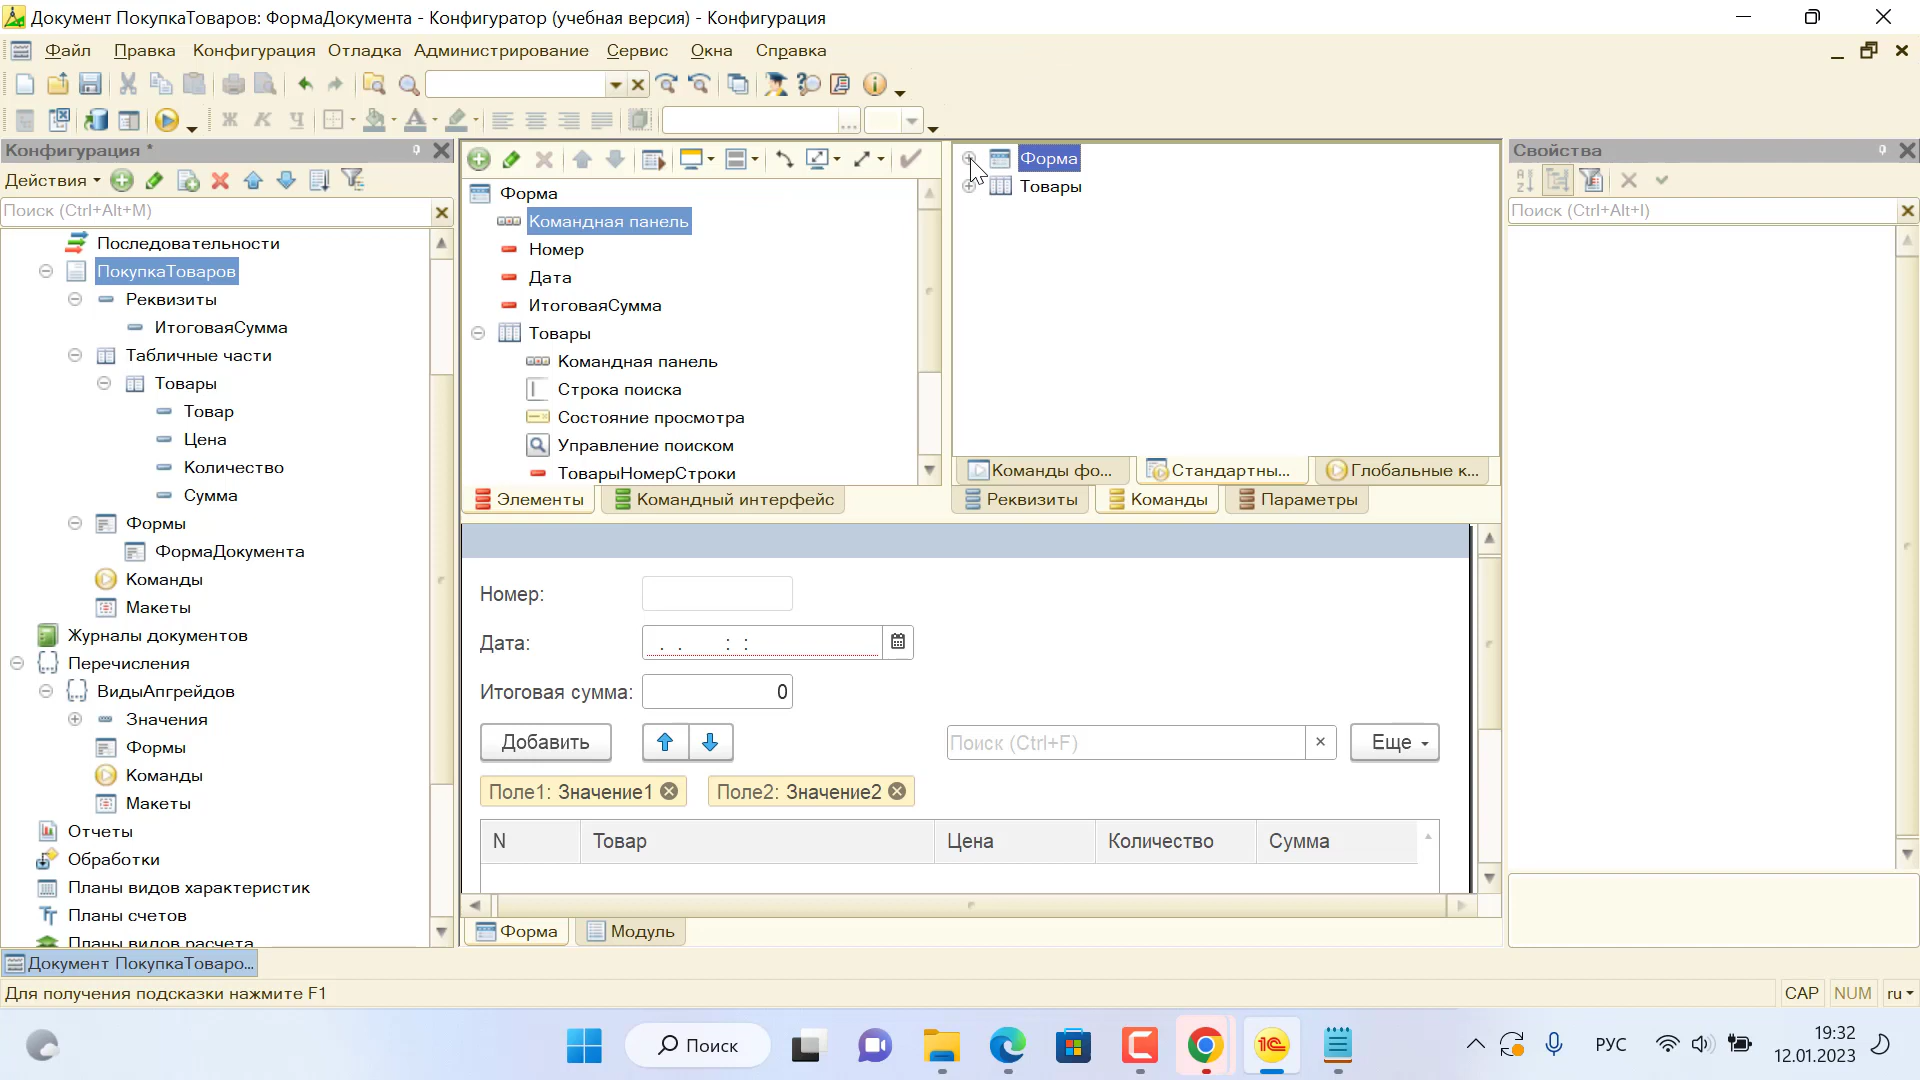 Документ ПокупкаТоваров: ФормаДокумента - Конфигуратор (учебная версия) - Конфигурация
Файл Правка Конфигурация Отладка Администрирование Сервис Окна Справка
Ж К Ч
Конфигурация *
Действия
Поиск (Ctrl+Alt+M)
Последовательности
ПокупкаТоваров
Реквизиты
ИтоговаяСумма
Табличные части
Товары
Товар
Цена
Количество
Сумма
Формы
ФормаДокумента
Команды
Макеты
Журналы документов
Перечисления
ВидыАпгрейдов
Значения
Формы
Команды
Макеты
Отчеты
Обработки
Планы видов характеристик
Планы счетов
Планы видов расчета
Форма
Командная панель
Номер
Дата
ИтоговаяСумма
Товары
Командная панель
Строка поиска
Состояние просмотра
Управление поиском
ТоварыНомерСтроки
Элементы Командный интерфейс
Форма
Товары
Команды фо... Стандартны... Глобальные к...
Реквизиты Команды Параметры
Номер:
Дата: . . : :
Итоговая сумма: 0
Добавить Поиск (Ctrl+F) × Еще
Поле1: Значение1 Поле2: Значение2
N Товар Цена Количество Сумма
Форма Модуль
Свойства
Поиск (Ctrl+Alt+I)
Документ ПокупкаТоваро...
Для получения подсказки нажмите F1
CAP NUM ru
Поиск
1С
РУС
19:32
12.01.2023